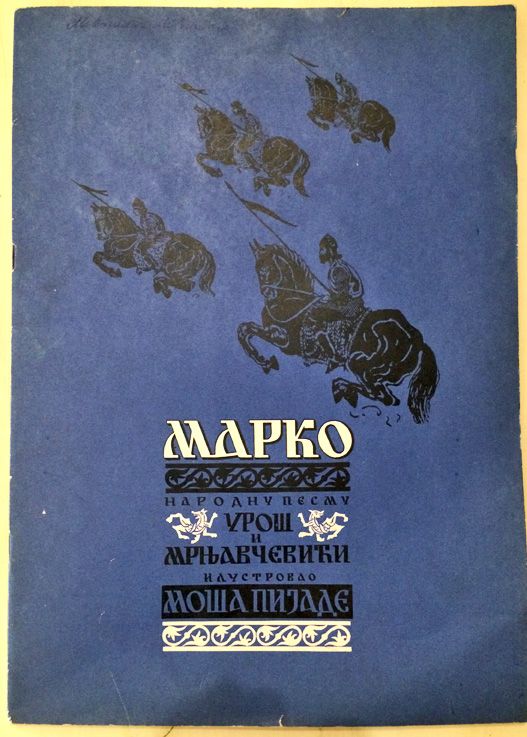 МАРКО
НАРОДНУ ПЕСМУ
УРОШ
И
МРЊАВЧЕВИЋИ
ИЛУСТРОВАО
МОША ПИЈАДЕ